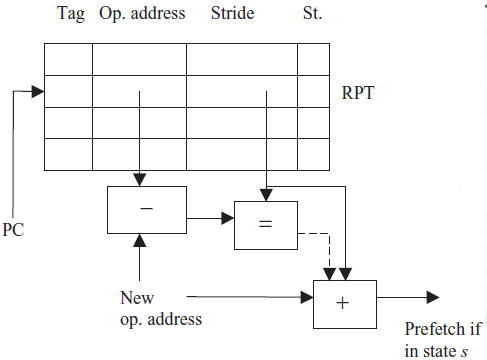 Tag Op. address Stride St.
RPT
−
=
PC
New
op. address
+
Prefetch if
in state s